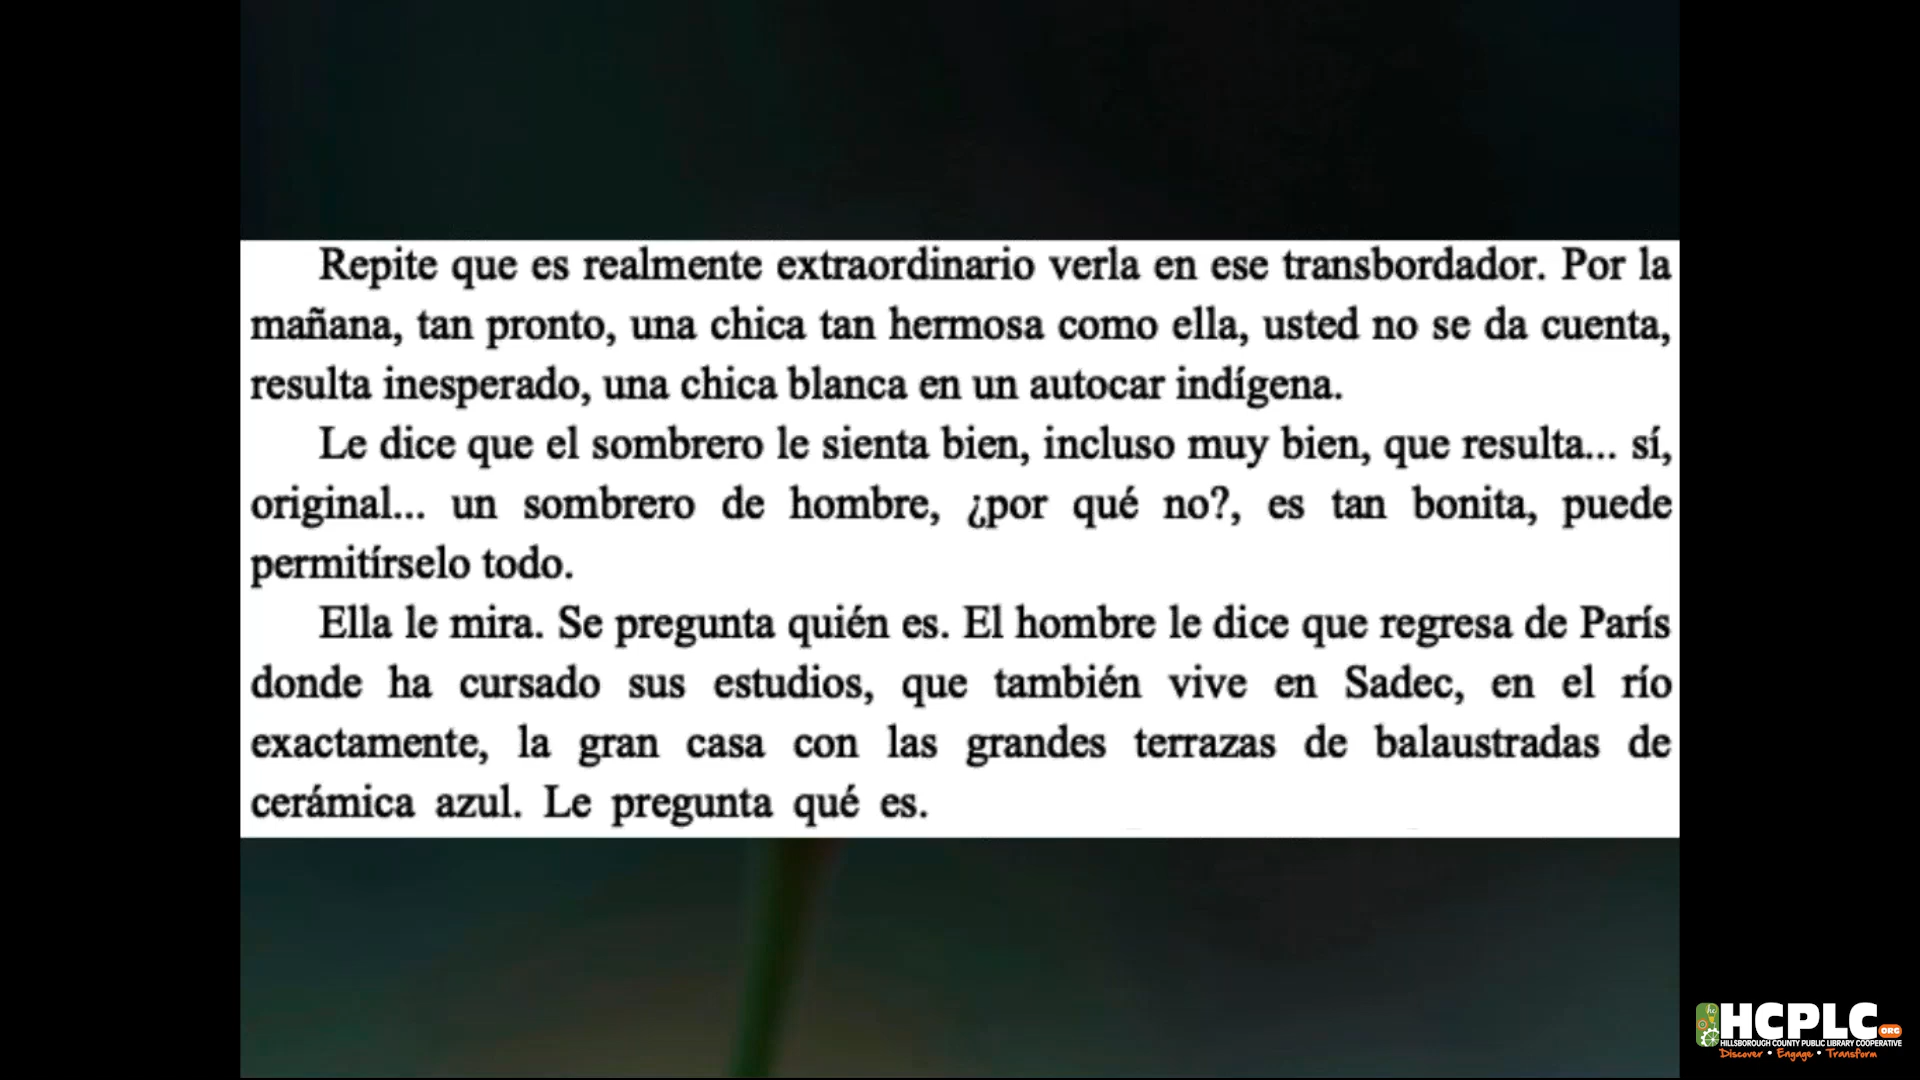 Repite que es realmente extraordinario verla en ese transbordador. Por la
mañana, tan pronto, una chica tan hermosa como ella, usted no se da cuenta,
resulta inesperado, una chica blanca en un autocar indígena.
Le dice que el sombrero le sienta bien, incluso muy bien, que resulta... sí,
original... un sombrero de hombre, ¿por qué no?, es tan bonita, puede
permitírselo todo.
Ella le mira. Se pregunta quién es. El hombre le dice que regresa de París
donde ha cursado sus estudios, que también vive en Sadec, en el río
exactamente, la gran casa con las grandes terrazas de balaustradas de
cerámica azul. Le pregunta qué es.
HCPLC.ORG
HILLSBOROUGH COUNTY PUBLIC LIBRARY COOPERATIVE
Discover • Engage • Transform